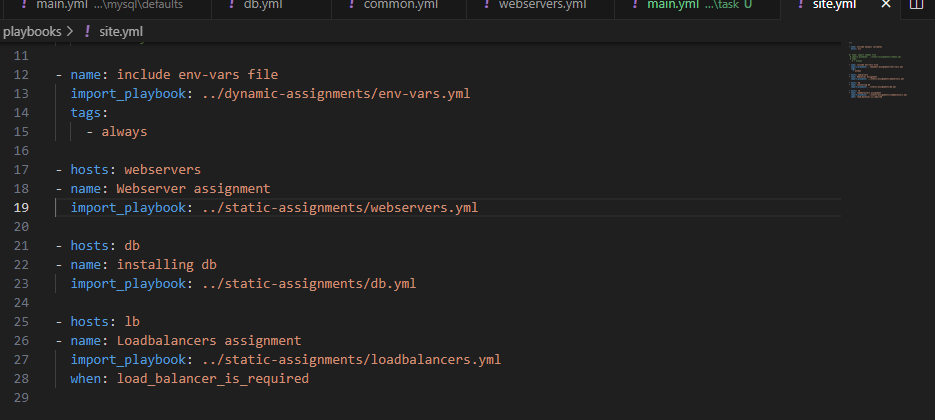 main.yml ...\mysql\defaults
! db.yml
! common.yml
! webservers.yml
! main.yml ...\task U
! site.yml ×
playbooks > ! site.yml
11
12 - name: include env-vars file
13 import_playbook: ../dynamic-assignments/env-vars.yml
14 tags:
15 - always
16
17 - hosts: webservers
18 - name: Webserver assignment
19 import_playbook: ../static-assignments/webservers.yml
20
21 - hosts: db
22 - name: installing db
23 import_playbook: ../static-assignments/db.yml
24
25 - hosts: lb
26 - name: Loadbalancers assignment
27 import_playbook: ../static-assignments/loadbalancers.yml
28 when: load_balancer_is_required
29